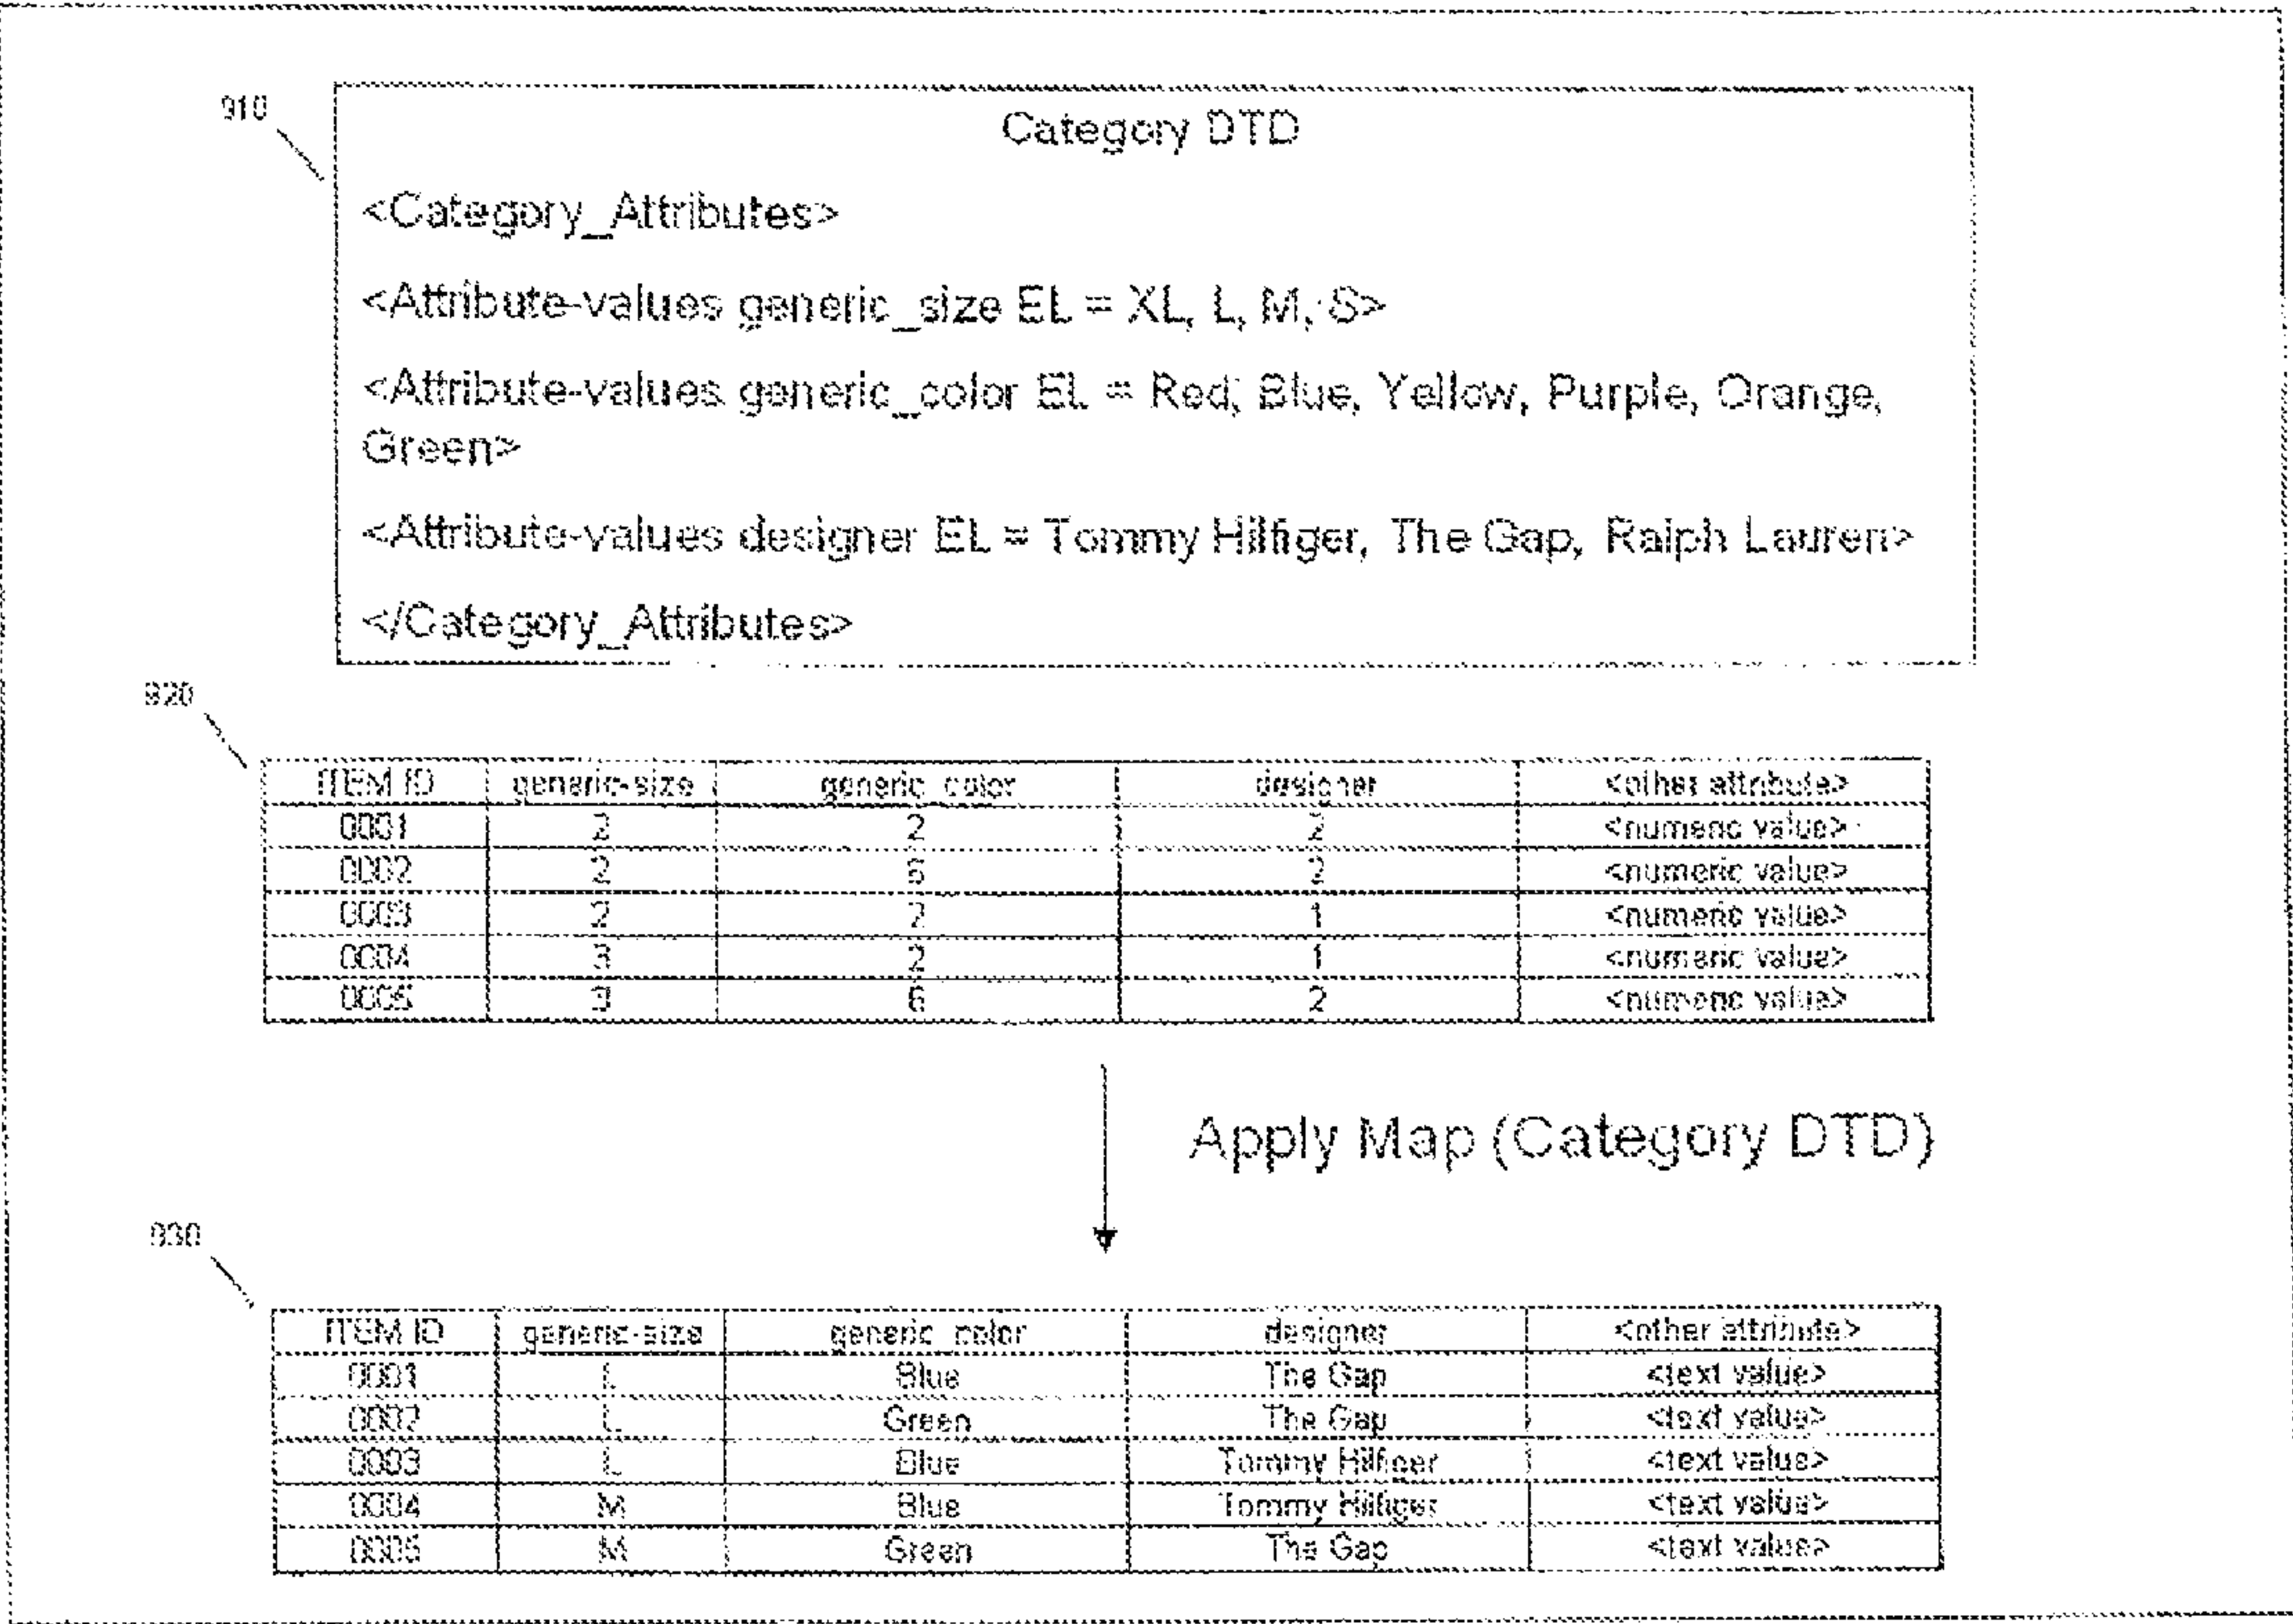 910
Category DTD
<Category_Attributes>
<Attribute-values generic_size EL = XL, L, M, S>
<Attribute-values generic_color EL = Red, Blue, Yellow, Purple, Orange,
Green>
<Attribute-values designer EL = Tommy Hilfiger, The Gap, Ralph Lauren>
</Category_Attributes>
920
ITEM ID generic-size generic_color designer <other attribute>
0001 2 2 2 <numeric value>
0002 2 6 2 <numeric value>
0003 2 2 1 <numeric value>
0004 3 2 1 <numeric value>
0005 3 6 2 <numeric value>
Apply Map (Category DTD)
930
ITEM ID generic-size generic_color designer <other attribute>
0001 L Blue The Gap <text value>
0002 L Green The Gap <text value>
0003 L Blue Tommy Hilfiger <text value>
0004 M Blue Tommy Hilfiger <text value>
0005 M Green The Gap <text value>